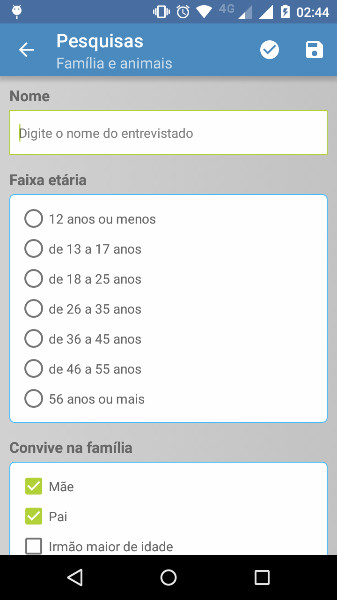 4G 02:44
Pesquisas
Família e animais
Nome
Digite o nome do entrevistado
Faixa etária
12 anos ou menos
de 13 a 17 anos
de 18 a 25 anos
de 26 a 35 anos
de 36 a 45 anos
de 46 a 55 anos
56 anos ou mais
Convive na família
Mãe
Pai
Irmão maior de idade